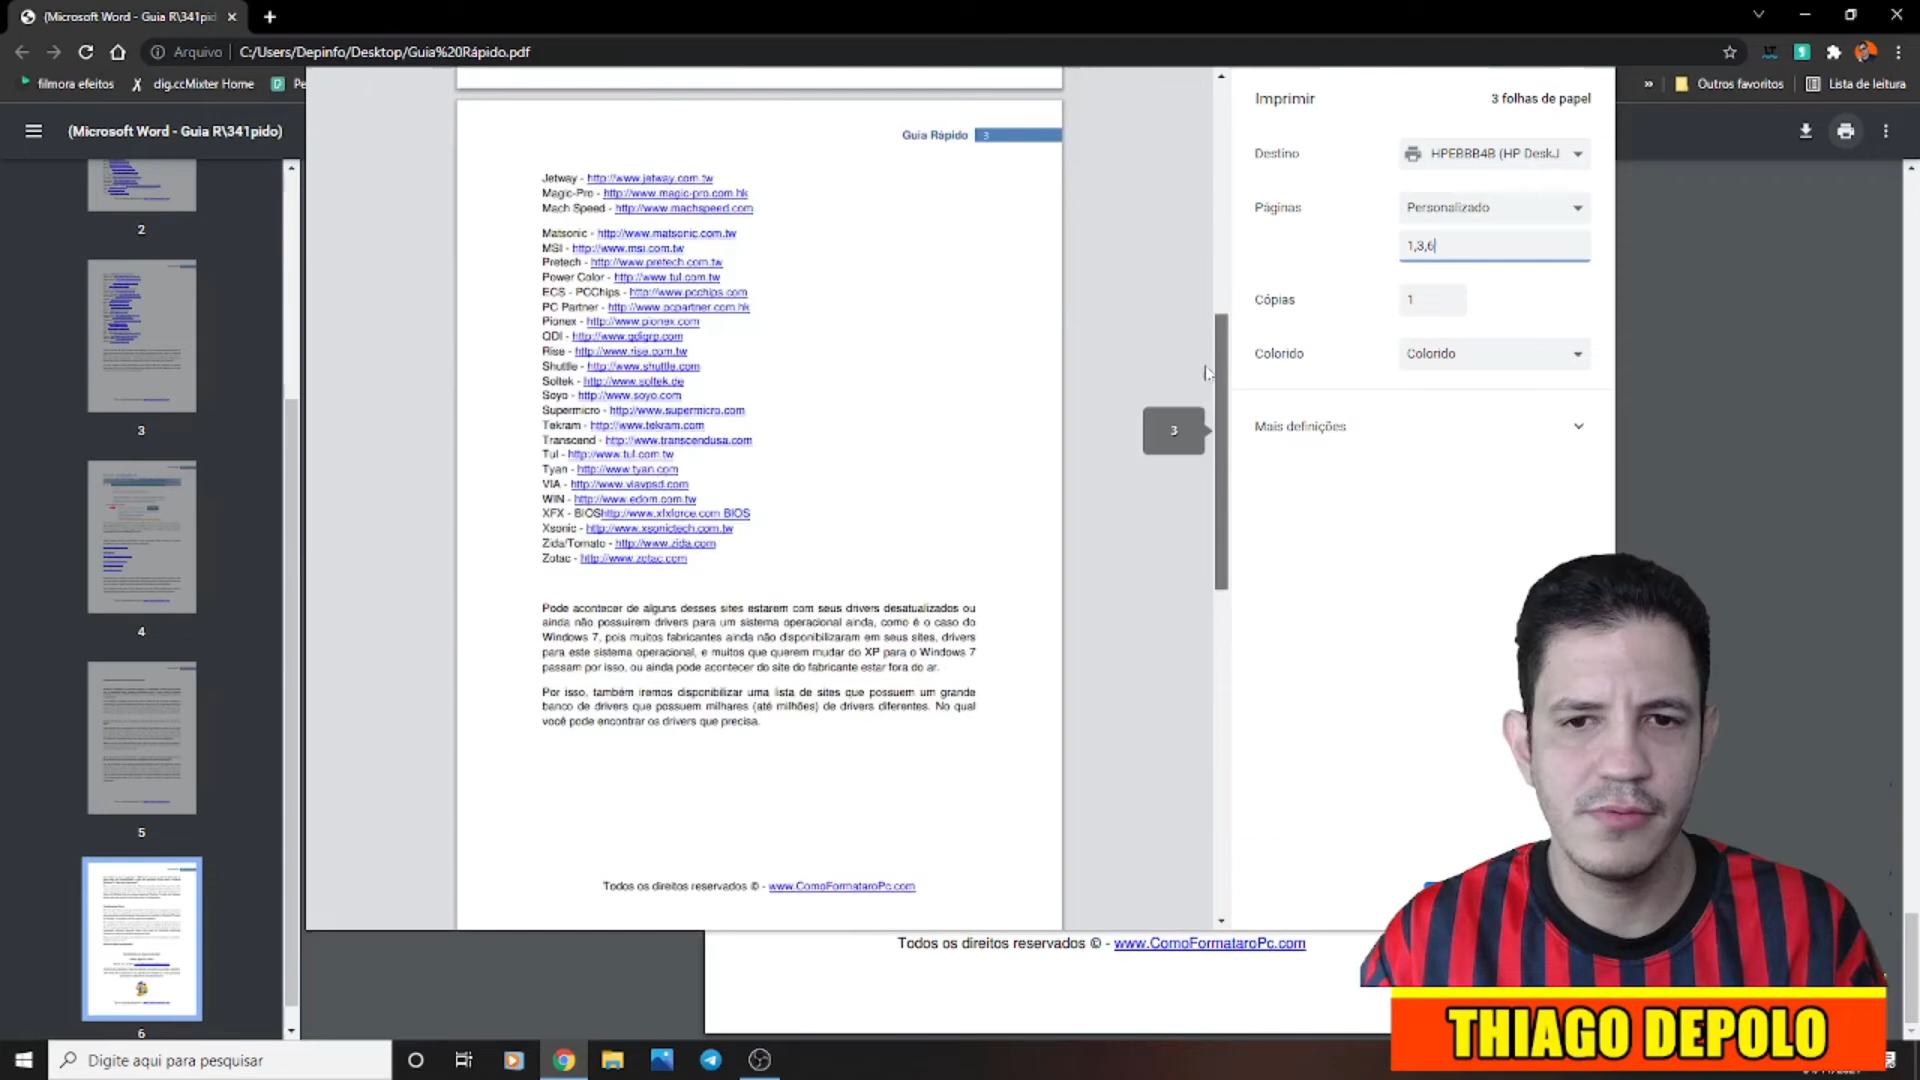 (Microsoft Word - Guia R\341pid
Arquivo
C:/Users/Depinfo/Desktop/Guia%20Rápido.pdf
filmora efeitos
dig.ccMixter Home
Pe
Outros favoritos
Lista de leitura
(Microsoft Word - Guia R\341pido)
2
3
4
5
6
Guia Rápido 3
Jetway - http://www.jetway.com.tw
Magic-Pro - http://www.magic-pro.com.hk
Mach Speed - http://www.machspeed.com
Matsonic - http://www.matsonic.com.tw
MSI - http://www.msi.com.tw
Pretech - http://www.pretech.com.tw
Power Color - http://www.tul.com.tw
ECS - PCChips - http://www.pcchips.com
PC Partner - http://www.pcpartner.com.hk
Pionex - http://www.pionex.com
QDI - http://www.qdigrp.com
Rise - http://www.rise.com.tw
Shuttle - http://www.shuttle.com
Soltek - http://www.soltek.de
Soyo - http://www.soyo.com
Supermicro - http://www.supermicro.com
Tekram - http://www.tekram.com
Transcend - http://www.transcendusa.com
Tul - http://www.tul.com.tw
Tyan - http://www.tyan.com
VIA - http://www.viavpsd.com
WIN - http://www.edom.com.tw
XFX - BIOShttp://www.xfxforce.com BIOS
Xsonic - http://www.xsonictech.com.tw
Zida/Tomato - http://www.zida.com
Zotac - http://www.zotac.com
Pode acontecer de alguns desses sites estarem com seus drivers desatualizados ou
ainda não possuirem drivers para um sistema operacional ainda, como é o caso do
Windows 7, pois muitos fabricantes ainda não disponibilizaram em seus sites, drivers
para este sistema operacional, e muitos que querem mudar do XP para o Windows 7
passam por isso, ou ainda pode acontecer do site do fabricante estar fora do ar.
Por isso, também iremos disponibilizar uma lista de sites que possuem um grande
banco de drivers que possuem milhares (até milhões) de drivers diferentes. No qual
você pode encontrar os drivers que precisa.
Todos os direitos reservados © - www.ComoFormataroPc.com
3
Imprimir
3 folhas de papel
Destino
HPEBBB4B (HP DeskJ
Páginas
Personalizado
1,3,6
Cópias
1
Colorido
Colorido
Mais definições
Todos os direitos reservados © - www.ComoFormataroPc.com
THIAGO DEPOLO
Digite aqui para pesquisar